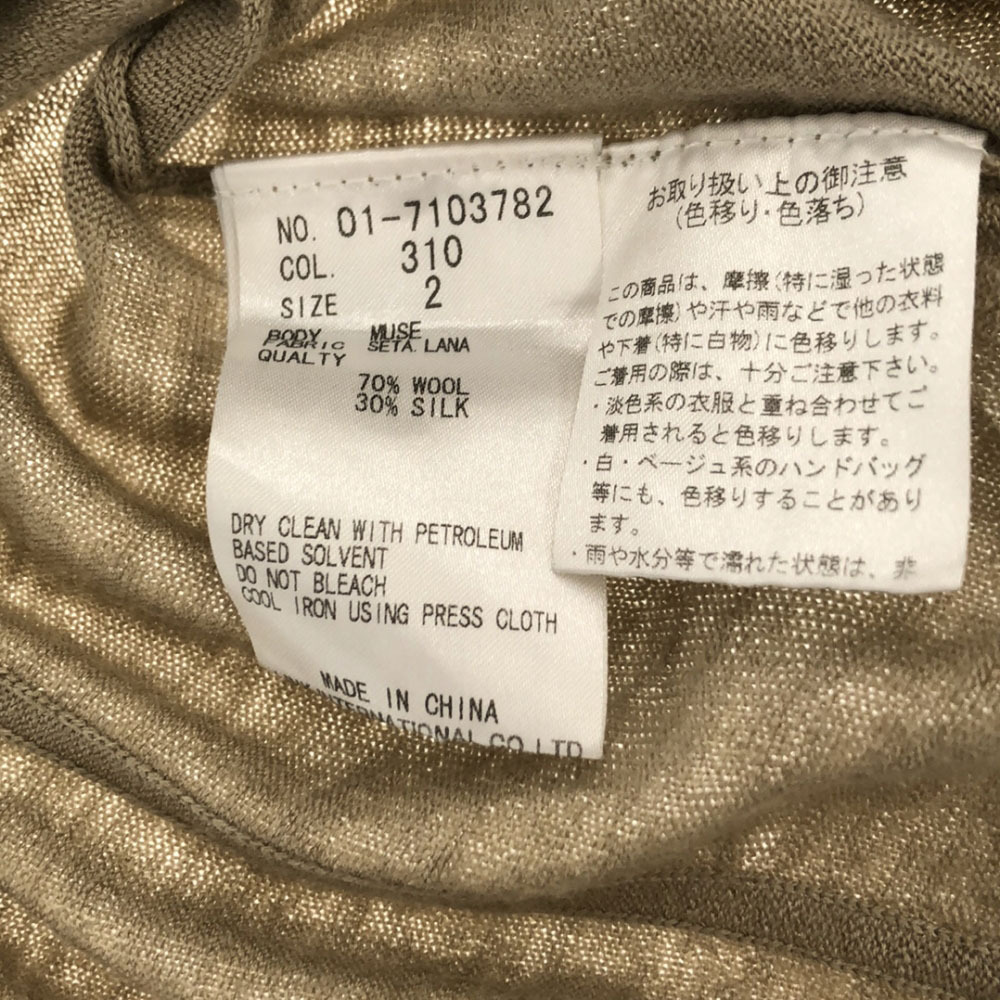 NO. 01-7103782
COL. 310
SIZE 2
BODY MUSE
FABRIC SETA. LANA
QUALTY
70% WOOL
30% SILK
DRY CLEAN WITH PETROLEUM
BASED SOLVENT
DO NOT BLEACH
COOL IRON USING PRESS CLOTH
MADE IN CHINA
INTERNATIONAL CO LTD
お取り扱い上の御注意
(色移り・色落ち)
この商品は、摩擦(特に湿った状態
での摩擦)や汗や雨などで他の衣料
や下着(特に白物)に色移りします。
ご着用の際は、十分ご注意下さい。
・淡色系の衣服と重ね合わせてご
着用されると色移りします。
・白・ベージュ系のハンドバッグ
等にも、色移りすることがあり
ます。
・雨や水分等で濡れた状態は、非